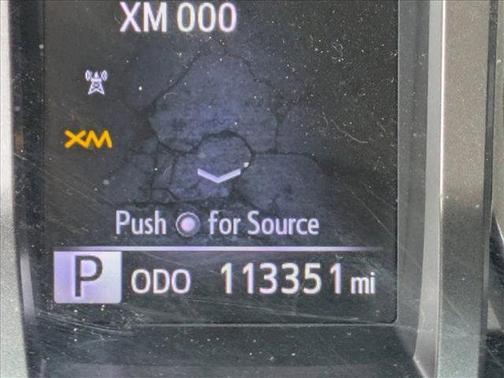 XM 000
XM
Push for Source
P ODO 113351 mi